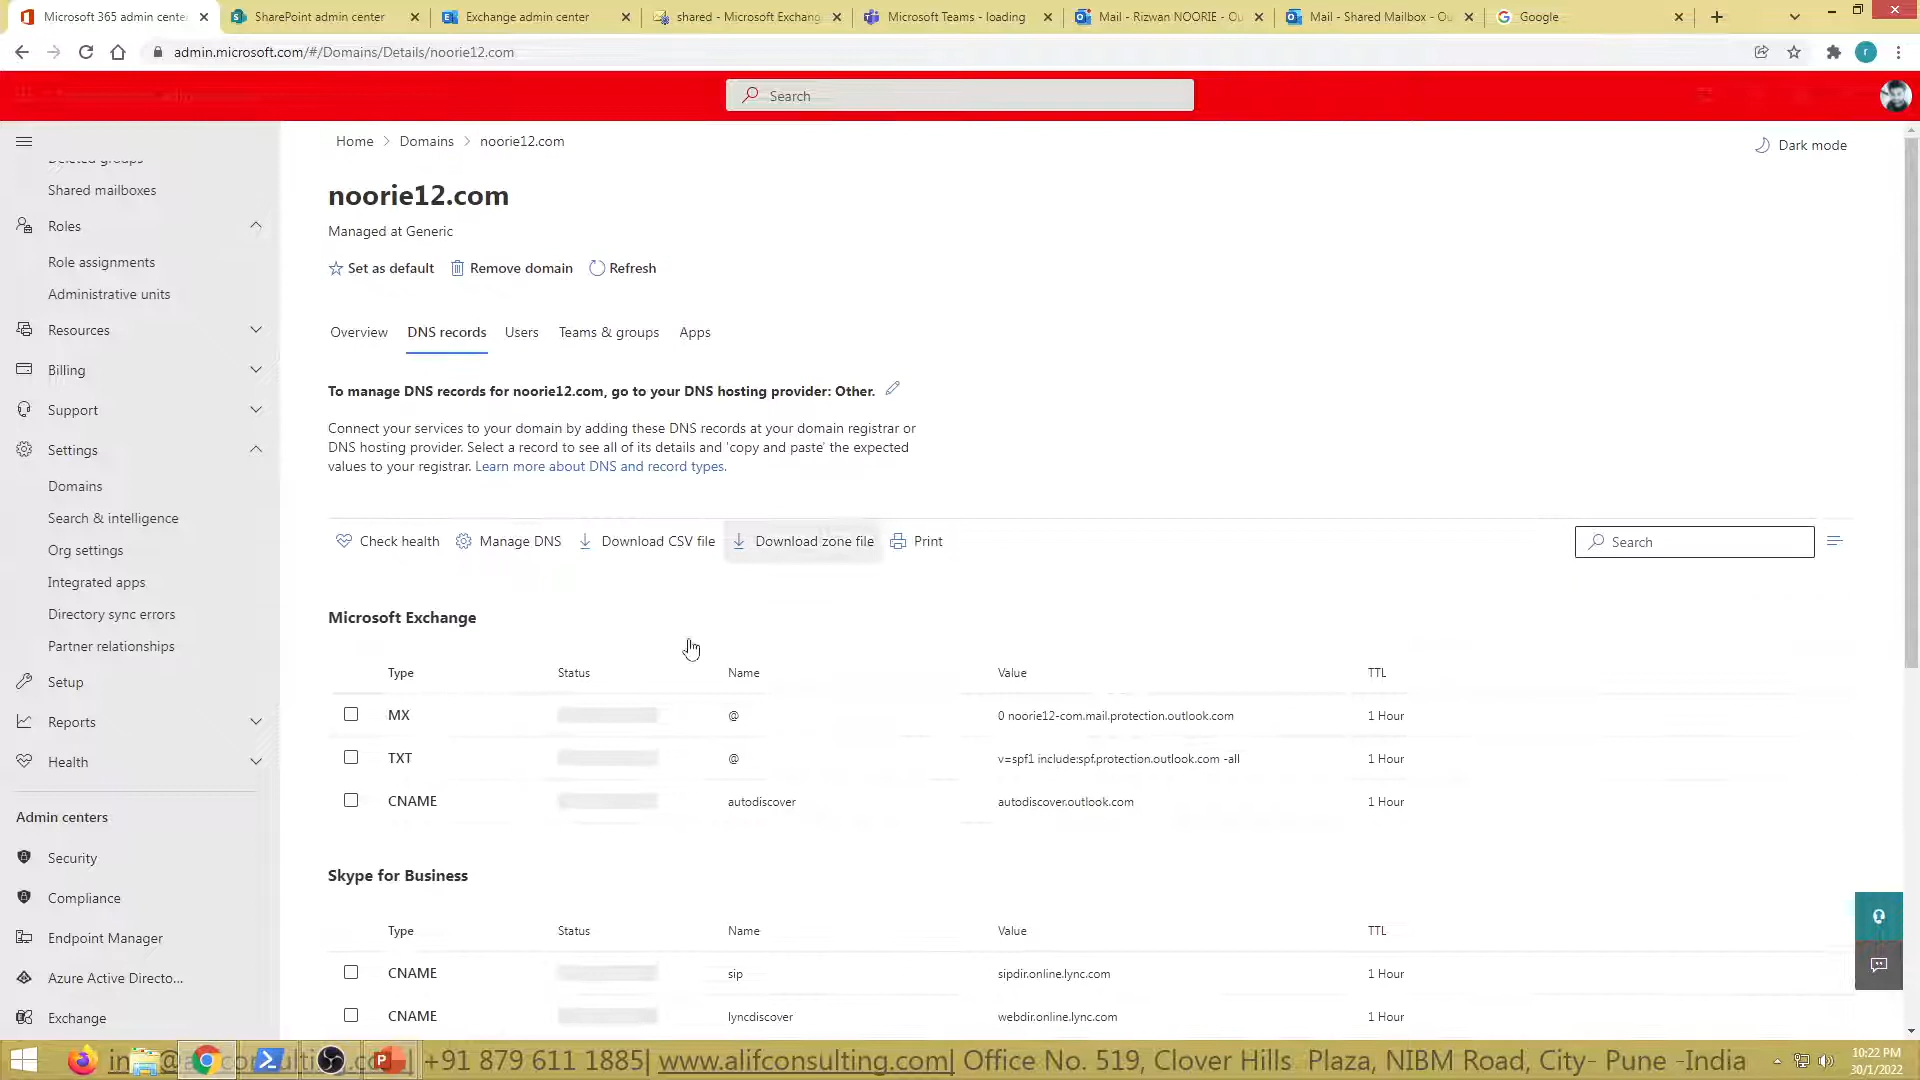 Microsoft 365 admin cente
SharePoint admin center
Exchange admin center
shared - Microsoft Exchang
Microsoft Teams - loading
Mail - Rizwan NOORIE - Ou
Mail - Shared Mailbox - Ou
Google
admin.microsoft.com/#/Domains/Details/noorie12.com
r
Search
Home > Domains > noorie12.com
Dark mode
Deleted groups
Shared mailboxes
Roles
Role assignments
Administrative units
Resources
Billing
Support
Settings
Domains
Search & intelligence
Org settings
Integrated apps
Directory sync errors
Partner relationships
Setup
Reports
Health
Admin centers
Security
Compliance
Endpoint Manager
Azure Active Directo...
Exchange
noorie12.com
Managed at Generic
Set as default Remove domain Refresh
Overview DNS records Users Teams & groups Apps
To manage DNS records for noorie12.com, go to your DNS hosting provider: Other.
Connect your services to your domain by adding these DNS records at your domain registrar or
DNS hosting provider. Select a record to see all of its details and 'copy and paste' the expected
values to your registrar. Learn more about DNS and record types.
Check health Manage DNS Download CSV file Download zone file Print Search
Microsoft Exchange
Type Status Name Value TTL
MX @ 0 noorie12-com.mail.protection.outlook.com 1 Hour
TXT @ v=spf1 include:spf.protection.outlook.com -all 1 Hour
CNAME autodiscover autodiscover.outlook.com 1 Hour
Skype for Business
Type Status Name Value TTL
CNAME sip sipdir.online.lync.com 1 Hour
CNAME lyncdiscover webdir.online.lync.com 1 Hour
| +91 879 611 1885| www.alifconsulting.com| Office No. 519, Clover Hills Plaza, NIBM Road, City- Pune -India
10:22 PM
30/1/2022